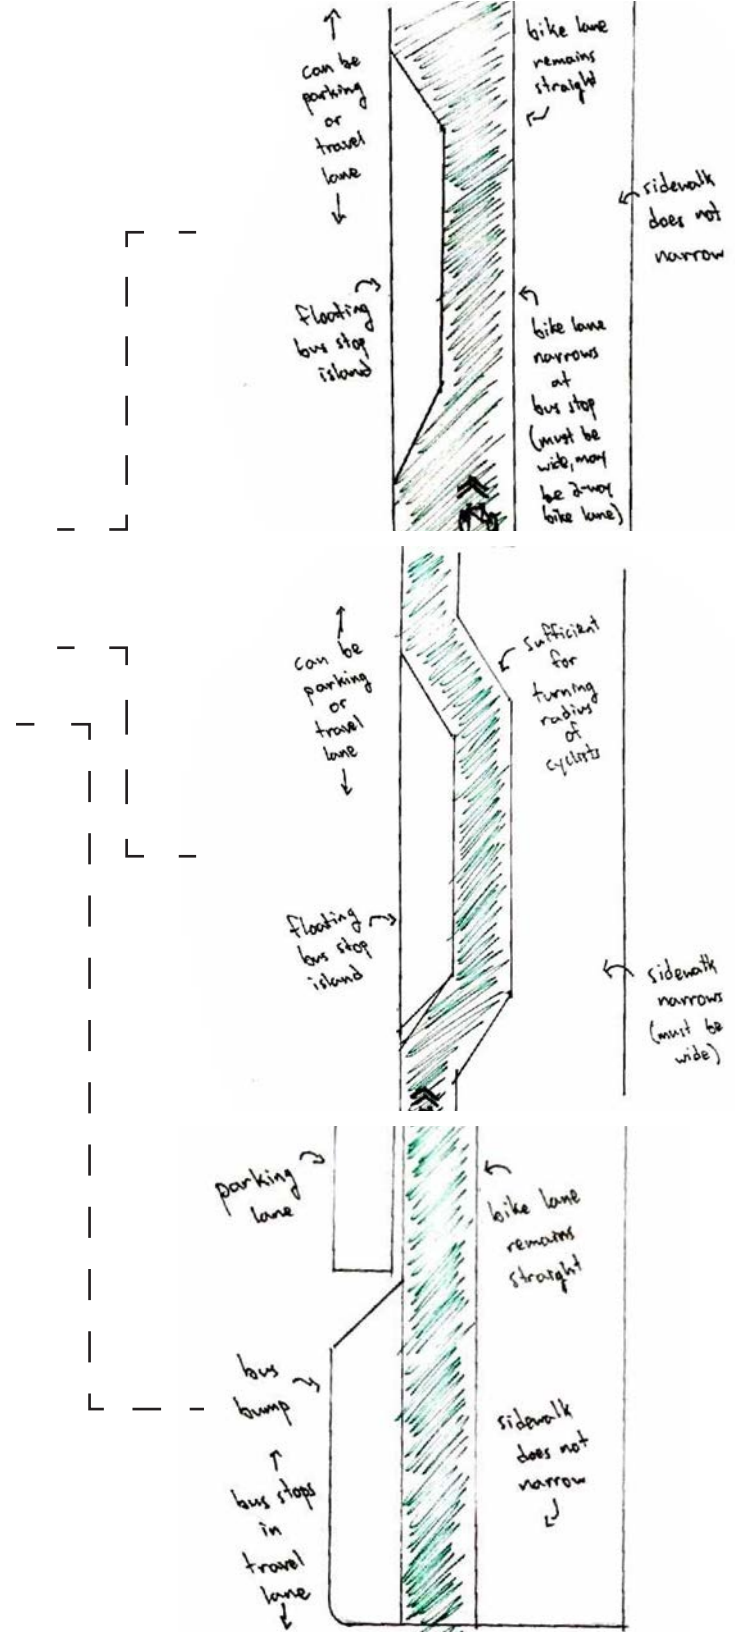 can be
parking
or
travel
lane
bike lane
remains
straight
sidewalk
does not
narrow
floating
bus stop
island
bike lane
narrows
at
bus stop
(must be
wide, may
be 2-way
bike lane)
can be
parking
or
travel
lane
sufficient
for
turning
radius
of
cyclists
floating
bus stop
island
sidewalk
narrows
(must be
wide)
parking
lane
bike lane
remains
straight
bus
bump
bus stops
in
travel
lane
sidewalk
does not
narrow